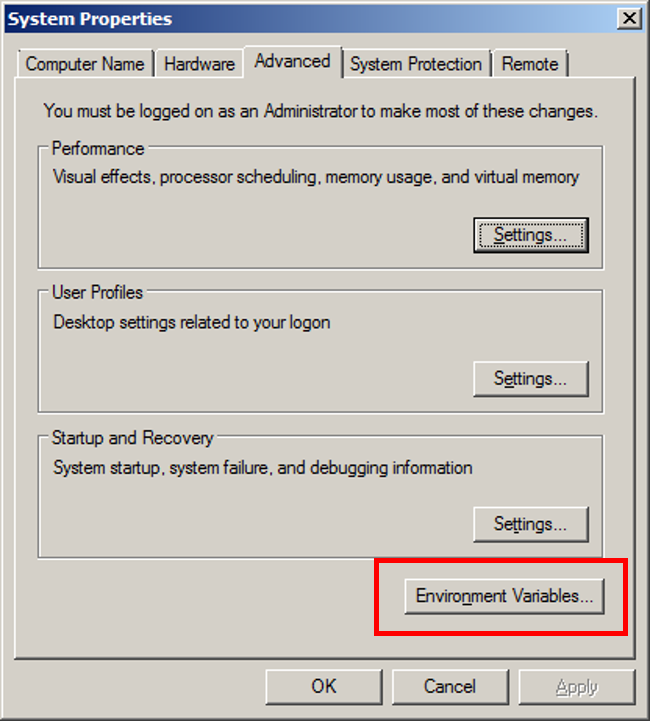 System Properties
Computer Name
Hardware
Advanced
System Protection
Remote
You must be logged on as an Administrator to make most of these changes.
Performance
Visual effects, processor scheduling, memory usage, and virtual memory
Settings...
User Profiles
Desktop settings related to your logon
Settings...
Startup and Recovery
System startup, system failure, and debugging information
Settings...
Environment Variables...
OK
Cancel
Apply